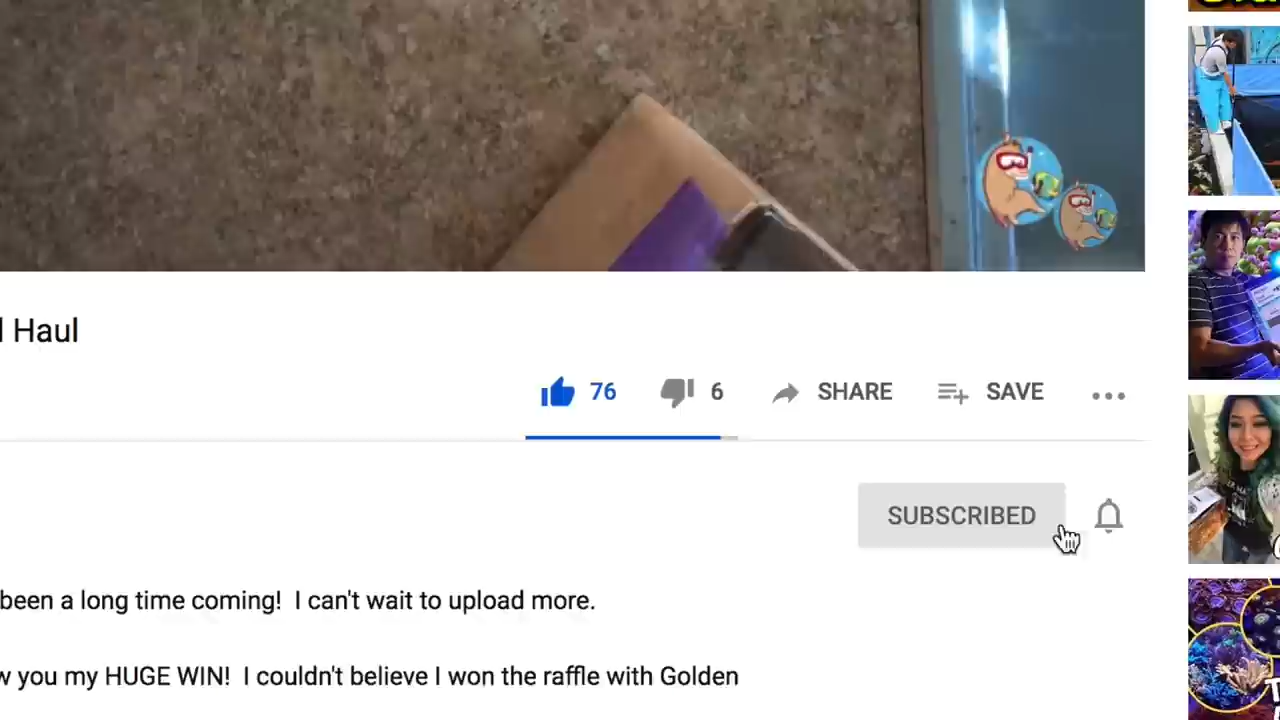 l Haul
76 6 SHARE SAVE
SUBSCRIBED
been a long time coming! I can't wait to upload more.
w you my HUGE WIN! I couldn't believe I won the raffle with Golden